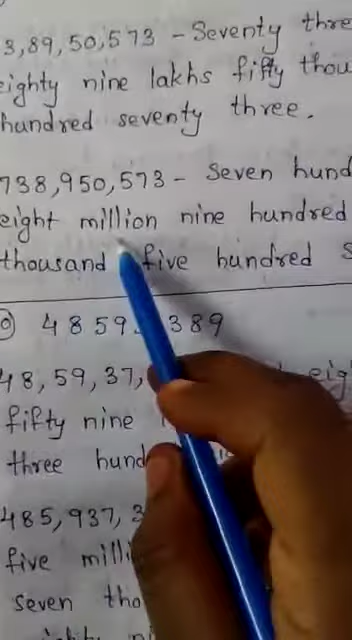 3,89,50,573 - Seventy three
eighty nine lakhs fifty thou
hundred seventy three.
738,950,573 - Seven hund
eight million nine hundred
thousand five hundred S
4859 389
48,59,37,
fifty nine
three hund
485,937,3
five milli
seven tho